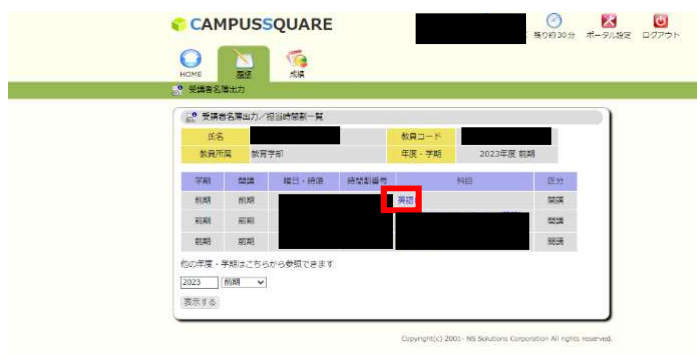 CAMPUSSQUARE
残り約30分 ポータル設定 ログアウト
HOME 履修 成績
受講者名簿出力
受講者名簿出力／担当時間割一覧
氏名 教員コード
教員所属 教育学部 年度・学期 2023年度 前期
学期 開講 曜日・時限 時間割番号 科目 区分
前期 前期 英語 開講
前期 前期 開講
前期 前期 開講
他の年度・学期はこちらから参照できます
2023 前期
表示する
Copyright(c) 2001- NS Solutions Corporation All rights reserved.